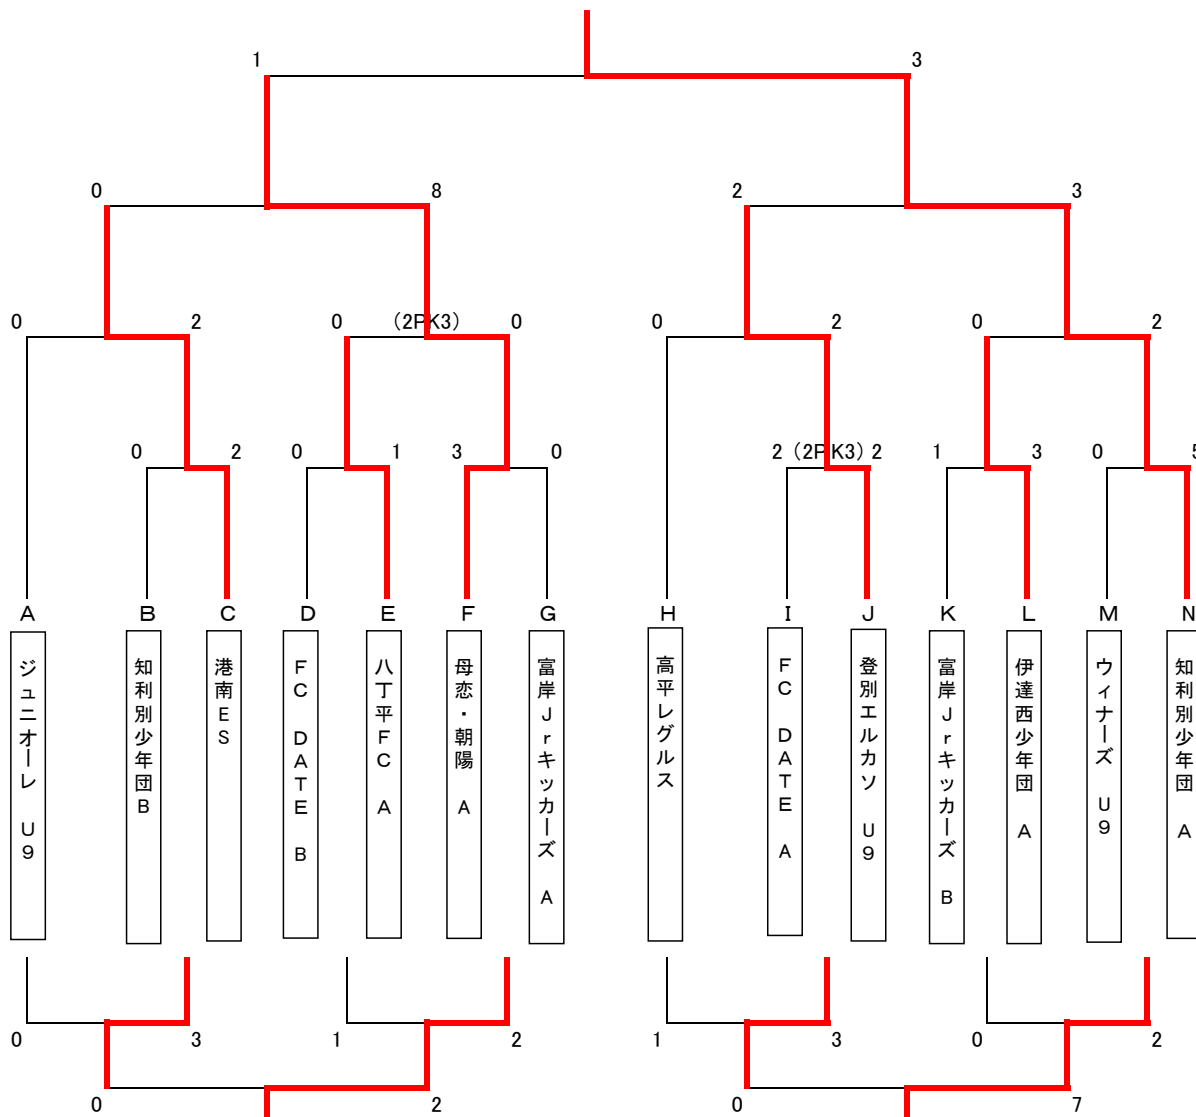 1 3
0 8 2 3
0 2 0 （2PK3） 0 0 2 0 2
0 2 0 1 3 0 2（2PK3）2 1 3 0 5
A B C D E F G H I J K L M N
ジュニオーレ U9
知利別少年団B
港南ES
FC DATE B
八丁平FC A
母恋・朝陽 A
富岸Jrキッカーズ A
高平レグルス
FC DATE A
登別エルカソ U9
富岸Jrキッカーズ B
伊達西少年団 A
ウィナーズ U9
知利別少年団 A
0 3 1 2 1 3 0 2
0 2 0 7